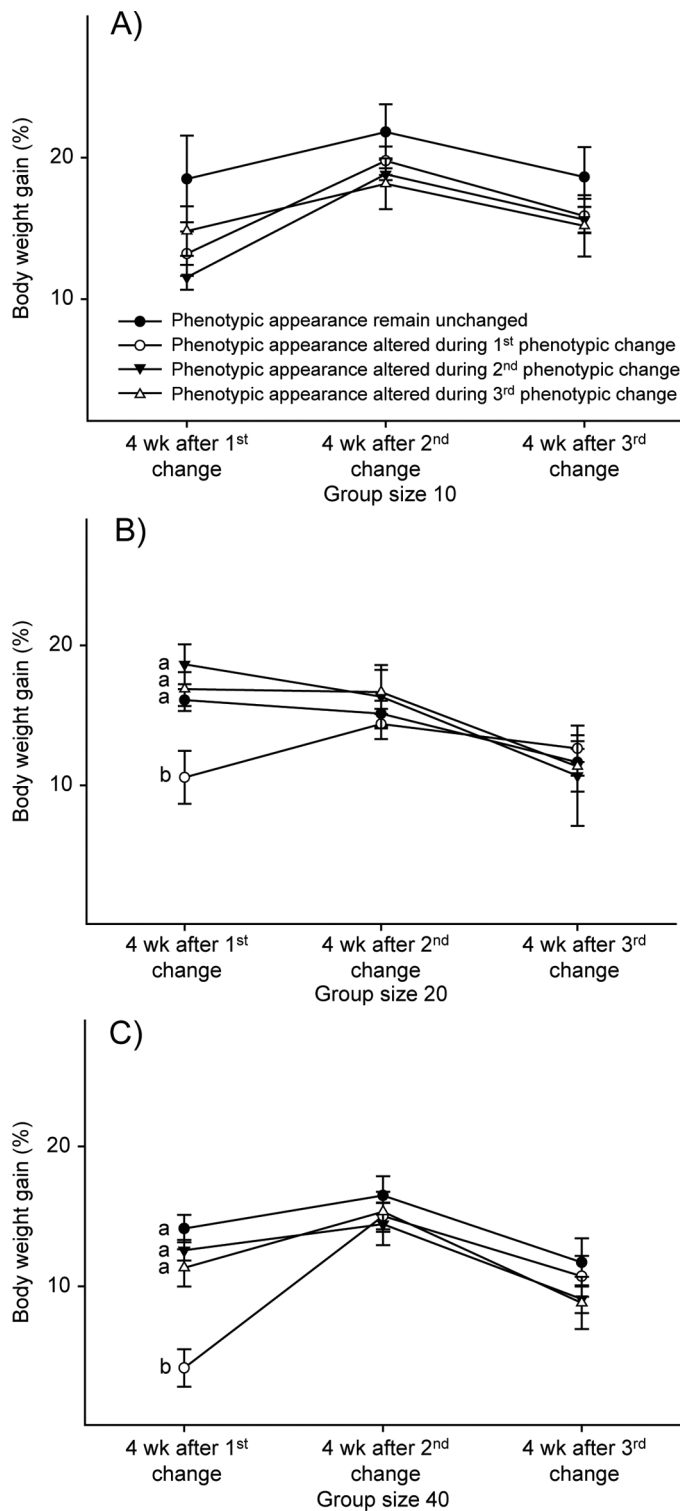 A)
Body weight gain (%)
20
10
Phenotypic appearance remain unchanged
Phenotypic appearance altered during 1st phenotypic change
Phenotypic appearance altered during 2nd phenotypic change
Phenotypic appearance altered during 3rd phenotypic change
4 wk after 1st change
4 wk after 2nd change
4 wk after 3rd change
Group size 10
B)
Body weight gain (%)
20
10
a
a
a
b
4 wk after 1st change
4 wk after 2nd change
4 wk after 3rd change
Group size 20
C)
Body weight gain (%)
20
10
a
a
a
b
4 wk after 1st change
4 wk after 2nd change
4 wk after 3rd change
Group size 40